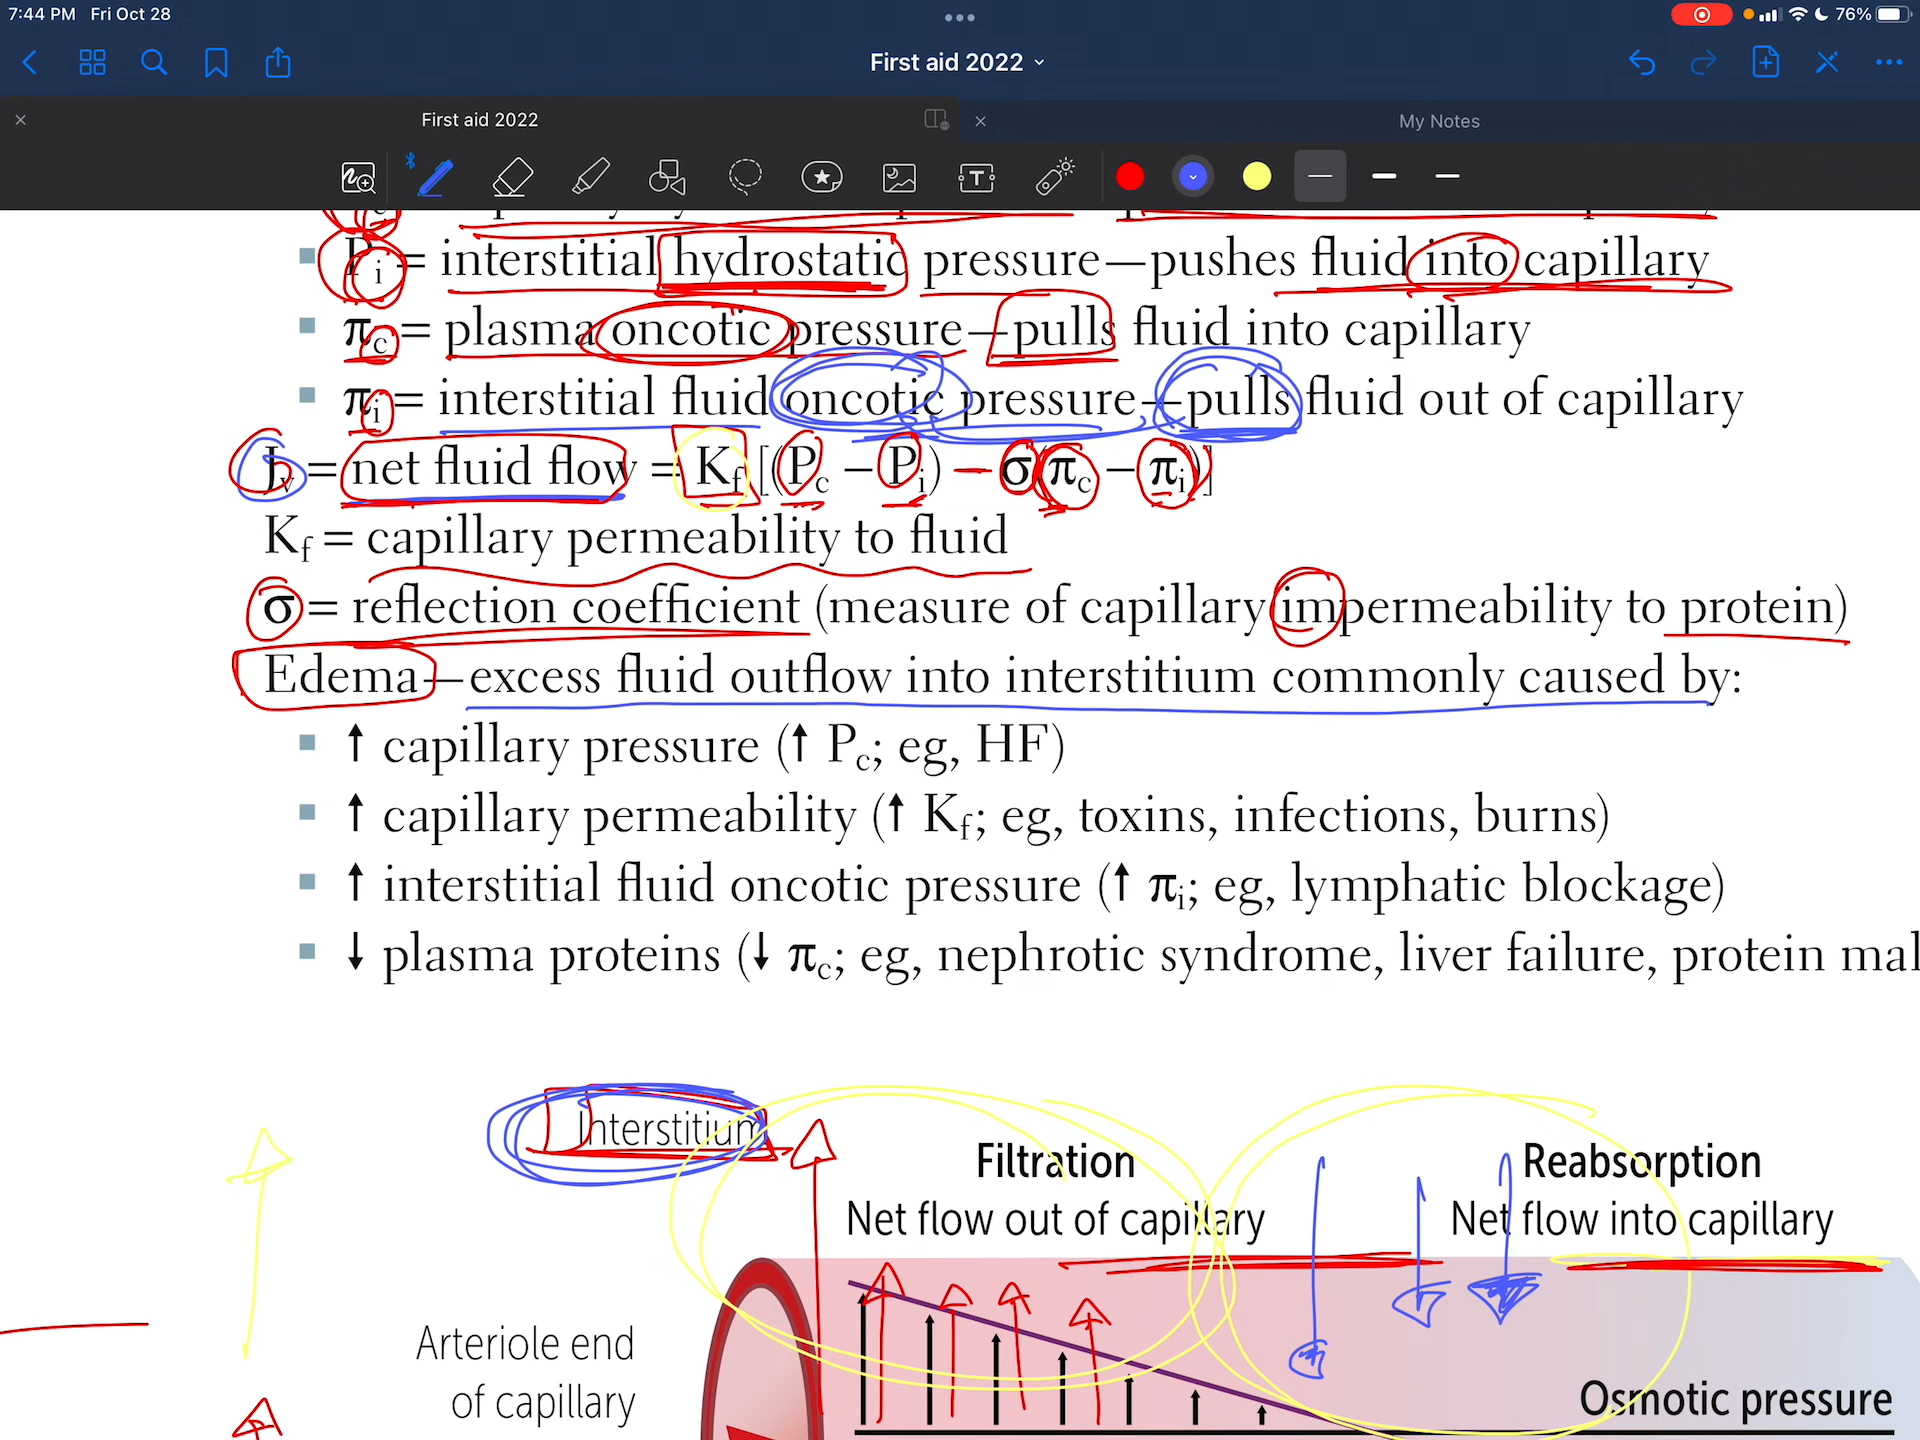 7:44 PM Fri Oct 28
76%
First aid 2022
First aid 2022
My Notes
Pi = interstitial hydrostatic pressure—pushes fluid into capillary
πc = plasma oncotic pressure—pulls fluid into capillary
πi = interstitial fluid oncotic pressure—pulls fluid out of capillary
Jv = net fluid flow = Kf [(Pc − Pi) − σ(πc − πi)]
Kf = capillary permeability to fluid
σ = reflection coefficient (measure of capillary impermeability to protein)
Edema—excess fluid outflow into interstitium commonly caused by:
↑ capillary pressure (↑ Pc; eg, HF)
↑ capillary permeability (↑ Kf; eg, toxins, infections, burns)
↑ interstitial fluid oncotic pressure (↑ πi; eg, lymphatic blockage)
↓ plasma proteins (↓ πc; eg, nephrotic syndrome, liver failure, protein mal
Interstitium
Filtration
Net flow out of capillary
Reabsorption
Net flow into capillary
Arteriole end
of capillary
Osmotic pressure